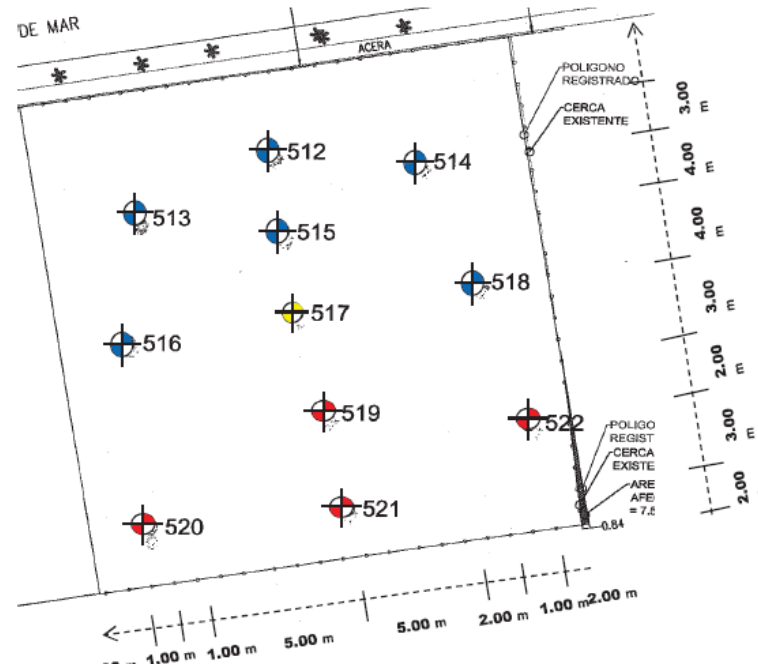 DE MAR
ACERA
POLIGONO
REGISTRADO
CERCA
EXISTENTE
3.00 m
4.00 m
4.00 m
3.00 m
2.00 m
3.00 m
2.00 m
512
514
513
515
518
517
516
519
522
520
521
POLIGO
REGIST
CERCA
EXISTE
ARE
AFE
0.84
1.00 m
1.00 m
5.00 m
5.00 m
2.00 m
1.00 m
2.00 m